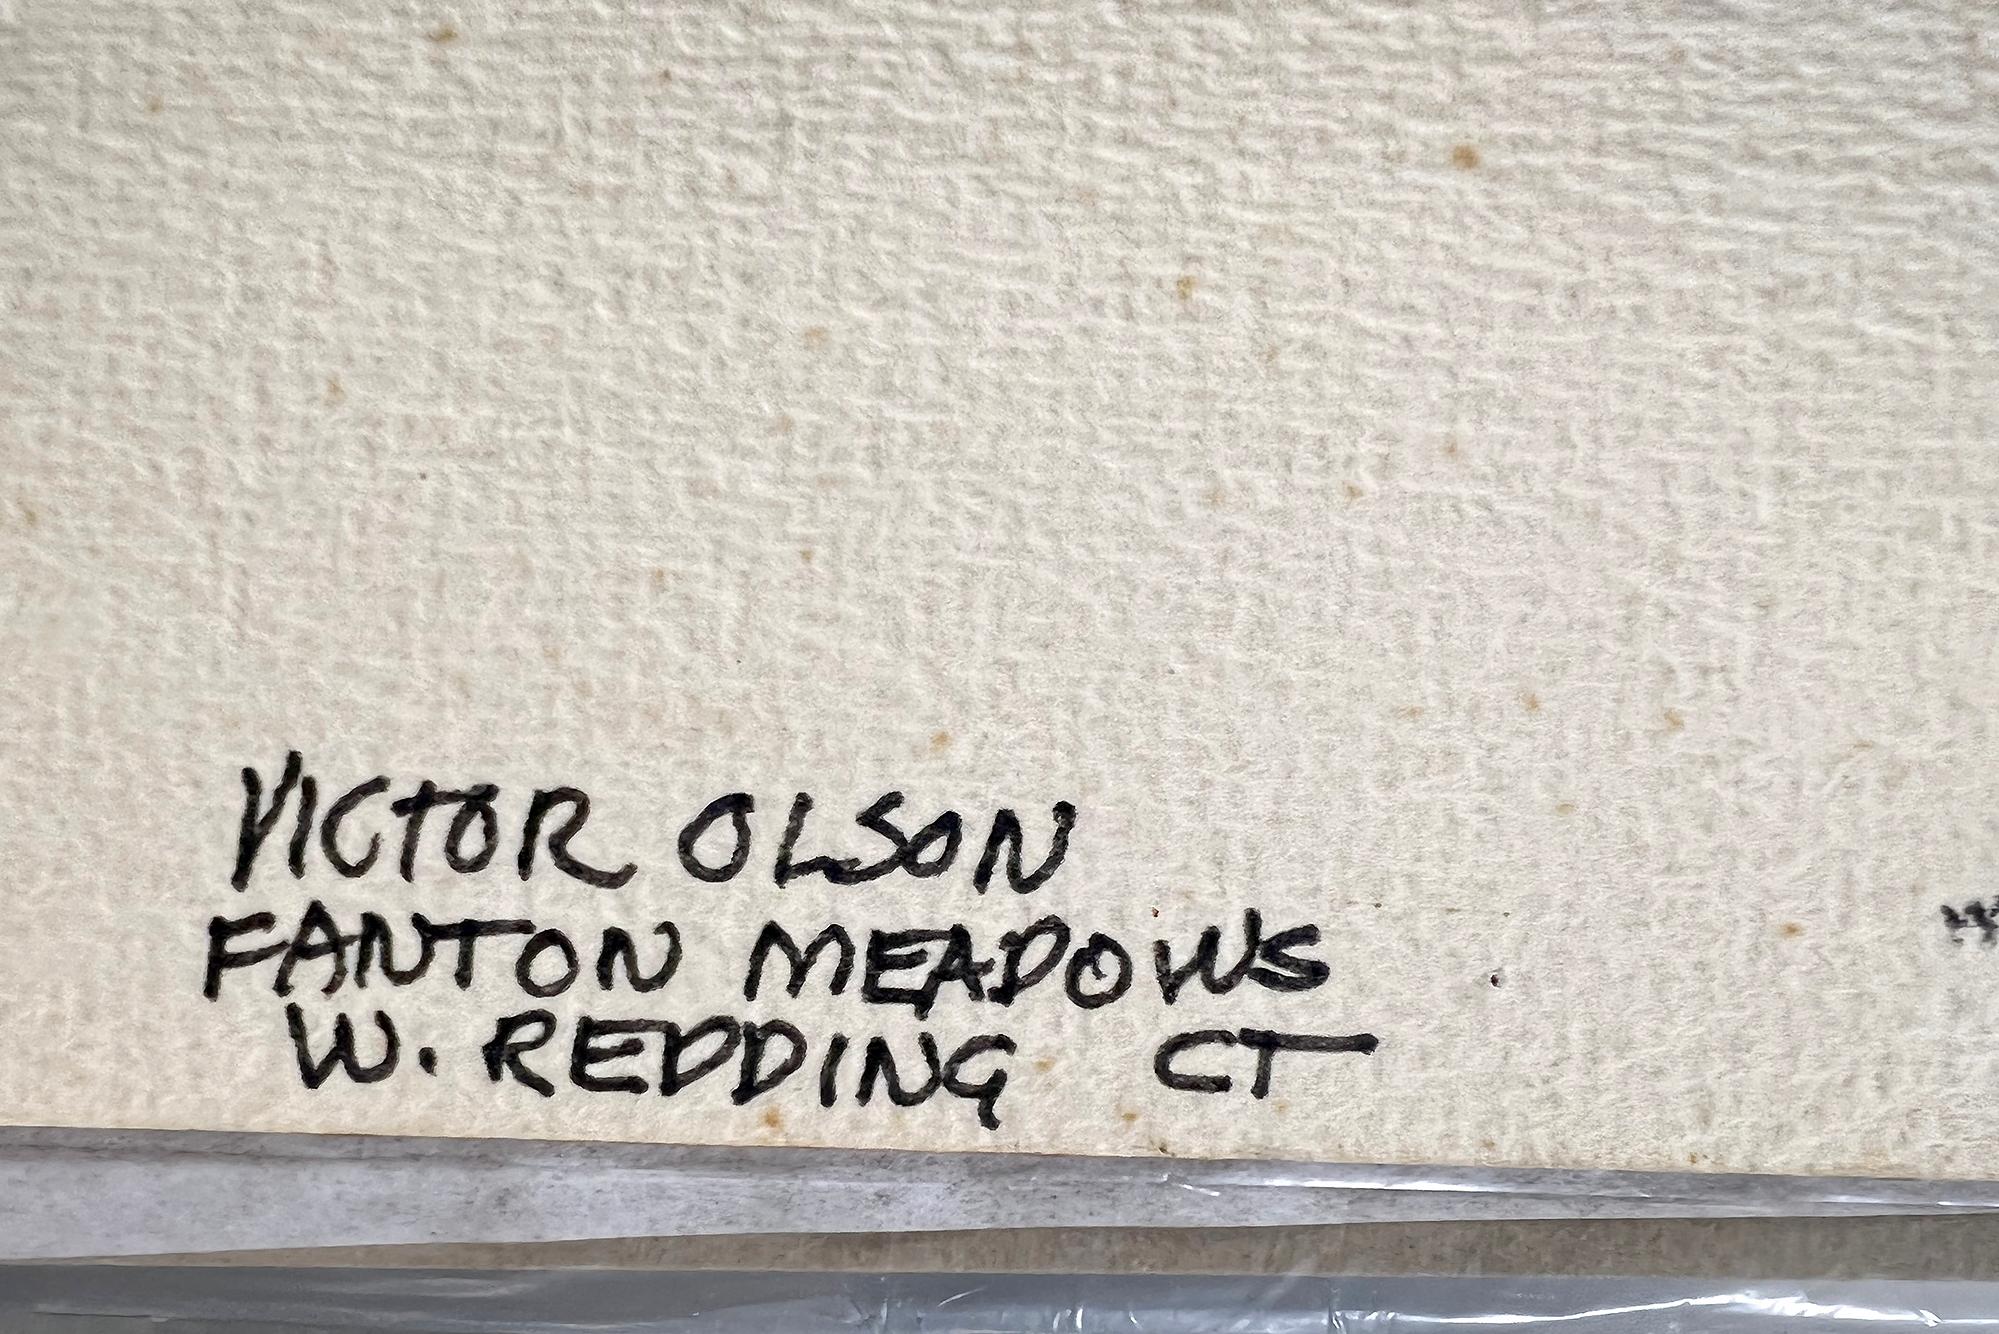 VICTOR OLSON
FANTON MEADOWS
W. REDDING CT